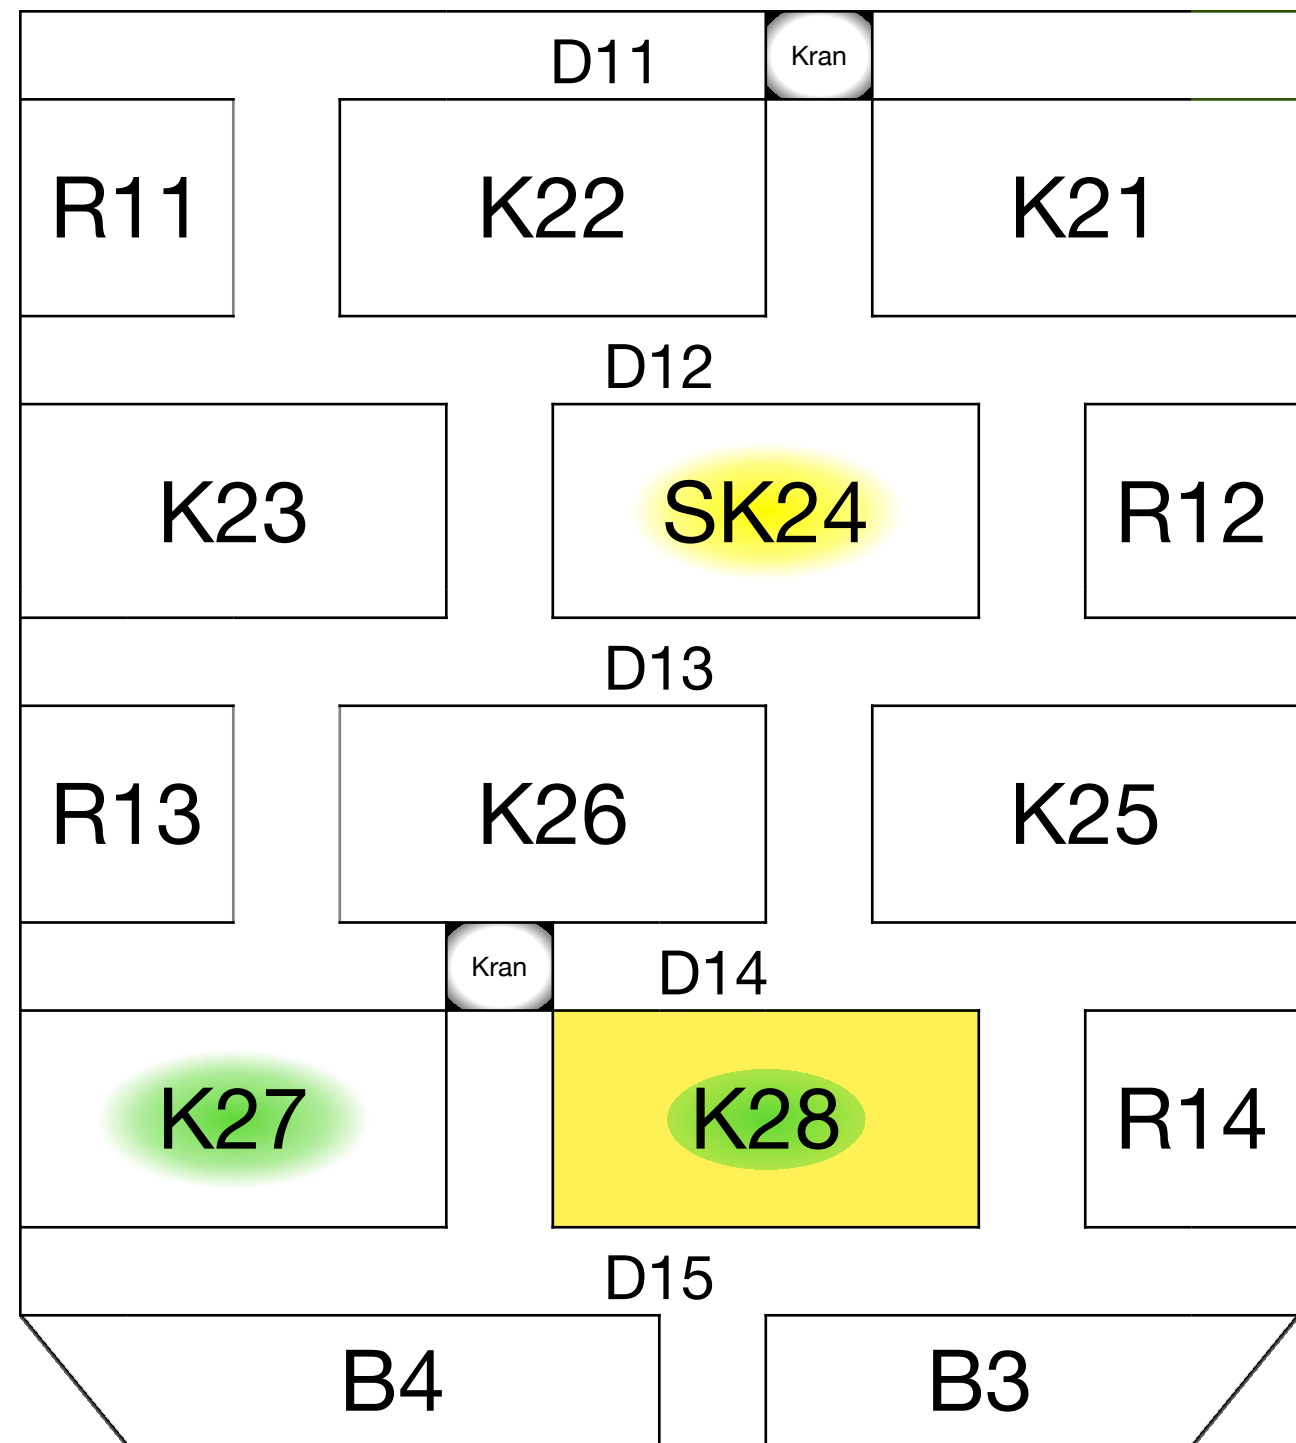 D11 Kran
R11 K22 K21
D12
K23 SK24 R12
D13
R13 K26 K25
Kran D14
K27 K28 R14
D15
B4 B3